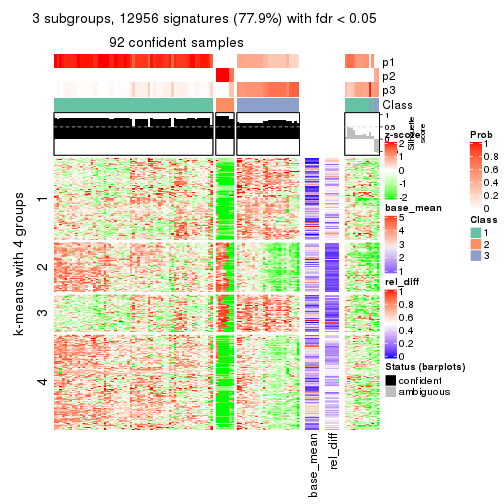 3 subgroups, 12956 signatures (77.9%) with fdr < 0.05
92 confident samples
p1
p2
p3
Class
1
0.5
0
Silhouette
score
k-means with 4 groups
1
2
3
4
base_mean
rel_diff
z-score
2
1
0
-1
-2
base_mean
5
4
3
2
1
rel_diff
1
0.8
0.6
0.4
0.2
0
Status (barplots)
confident
ambiguous
Prob
1
0.8
0.6
0.4
0.2
0
Class
1
2
3